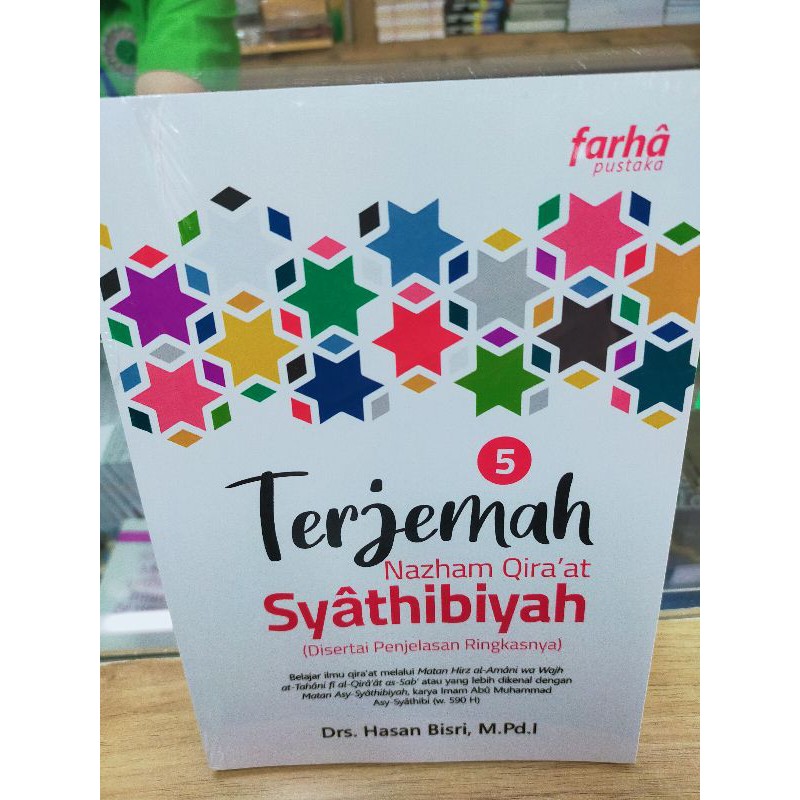 farhâ
pustaka
5
Terjemah
Nazham Qira'at
Syâthibiyah
(Disertai Penjelasan Ringkasnya)
Belajar ilmu qira'at melalui Matan Hirz al-Amâni wa Wajh
at-Tahâni fî al-Qirâ'ât as-Sab' atau yang lebih dikenal dengan
Matan Asy-Syâthibiyah, karya Imam Abû Muhammad
Asy-Syâthibi (w. 590 H)
Drs. Hasan Bisri, M.Pd.I